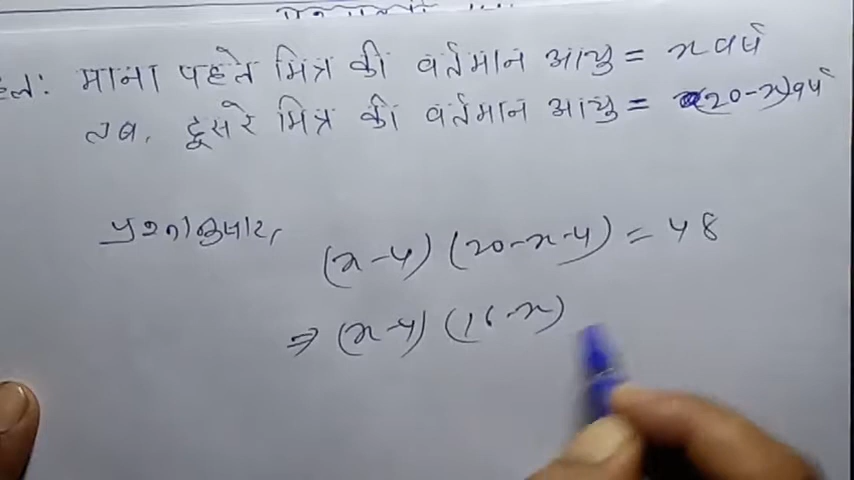 हल: माना पहले मित्र की वर्तमान आयु = x वर्ष
तब, दूसरे मित्र की वर्तमान आयु = (20-x) वर्ष
प्रश्नानुसार,
(x-4) (20-x-4) = 48
⇒ (x-4) (16-x)